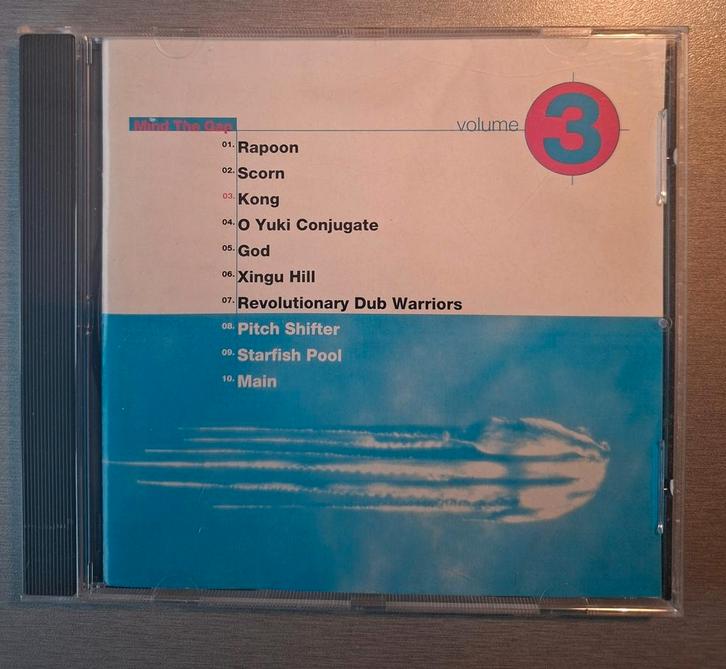 Mind The Gap
volume 3
01. Rapoon
02. Scorn
03. Kong
04. O Yuki Conjugate
05. God
06. Xingu Hill
07. Revolutionary Dub Warriors
08. Pitch Shifter
09. Starfish Pool
10. Main